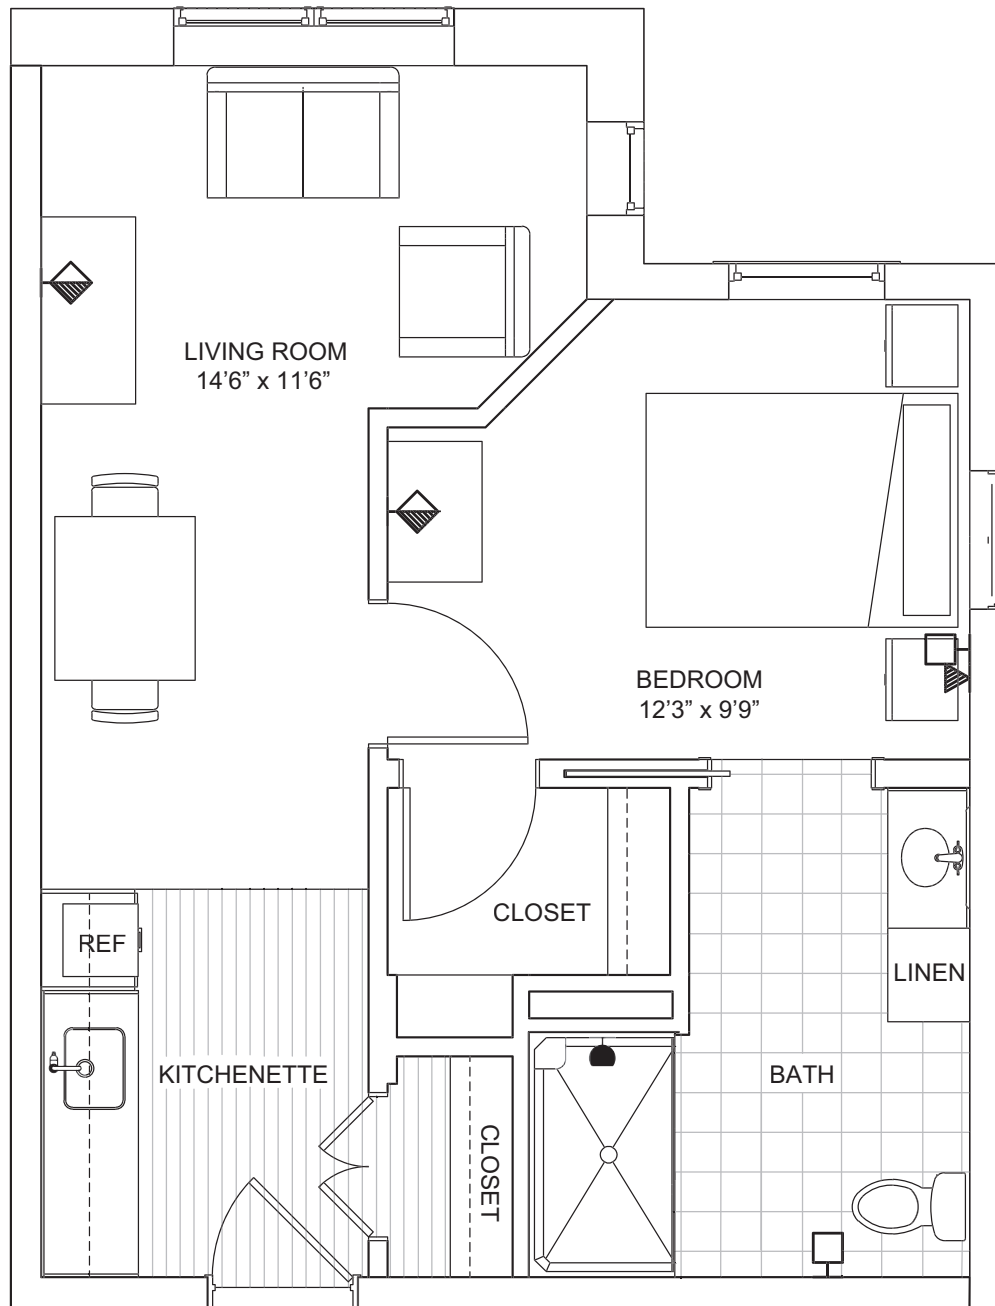 LIVING ROOM
14’6” x 11’6”
BEDROOM
12’3” x 9’9”
CLOSET
REF
LINEN
KITCHENETTE
BATH
CLOSET